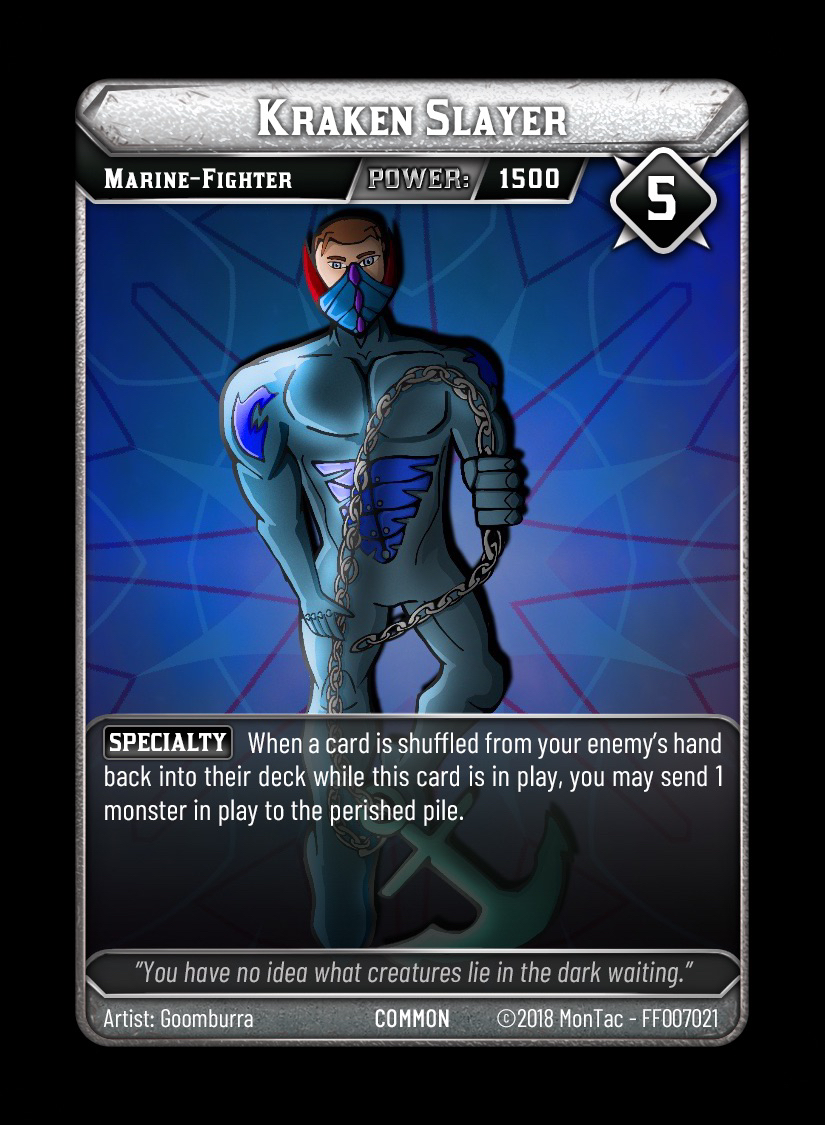 Kraken Slayer
Marine-Fighter POWER: 1500
5
SPECIALTY When a card is shuffled from your enemy's hand
back into their deck while this card is in play, you may send 1
monster in play to the perished pile.
"You have no idea what creatures lie in the dark waiting."
Artist: Goomburra COMMON ©2018 MonTac - FF007021